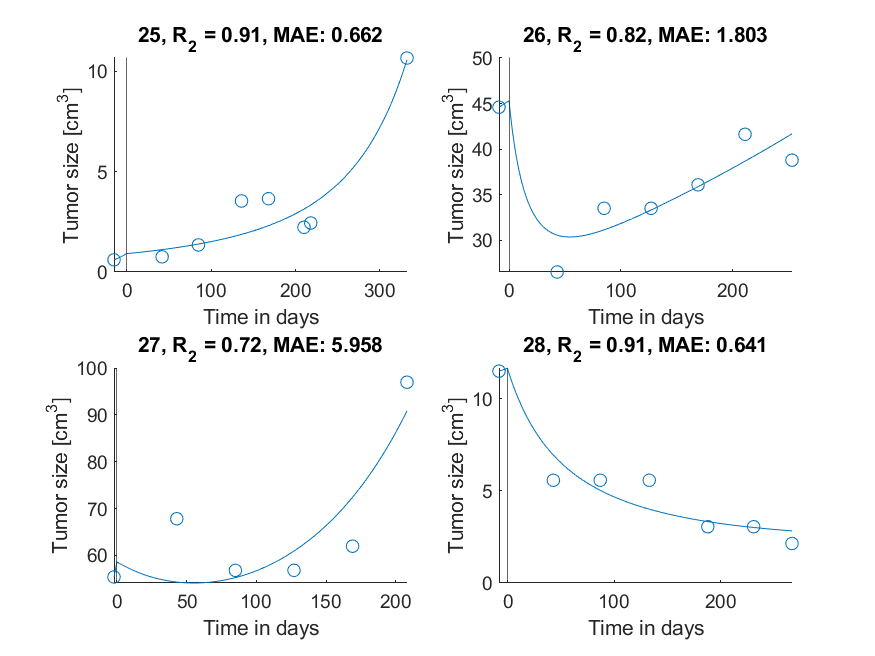 25, R2 = 0.91, MAE: 0.662
Tumor size [cm3]
10
5
0
0 100 200 300
Time in days
26, R2 = 0.82, MAE: 1.803
Tumor size [cm3]
50
45
40
35
30
0 100 200
Time in days
27, R2 = 0.72, MAE: 5.958
Tumor size [cm3]
100
90
80
70
60
0 50 100 150 200
Time in days
28, R2 = 0.91, MAE: 0.641
Tumor size [cm3]
10
5
0
0 100 200
Time in days